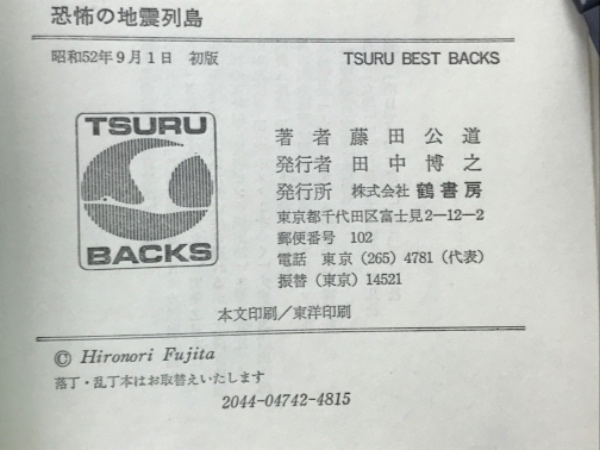 恐怖の地震列島
昭和52年9月1日 初版
TSURU BEST BACKS
TSURU
BACKS
著者 藤田公道
発行者 田中博之
発行所 株式会社 鶴書房
東京都千代田区富士見2-12-2
郵便番号 102
電話 東京(265)4781(代表)
振替(東京)14521
本文印刷/東洋印刷
© Hironori Fujita
落丁・乱丁本はお取替えいたします
2044-04742-4815